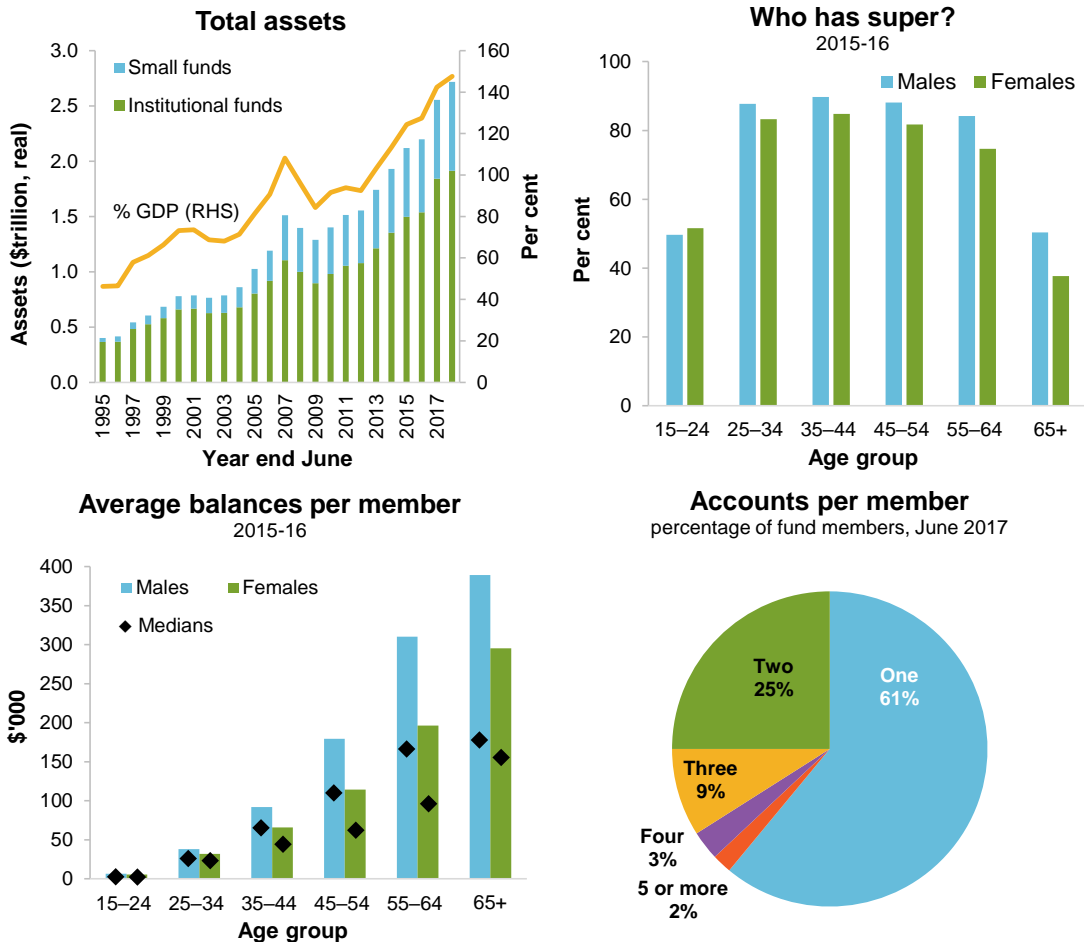 Total assets
3.0
2.5
2.0
1.5
1.0
0.5
0.0
Assets ($trillion, real)
Small funds
Institutional funds
% GDP (RHS)
160
140
120
100
80
60
40
20
0
Per cent
1995
1997
1999
2001
2003
2005
2007
2009
2011
2013
2015
2017
Year end June
Who has super?
2015-16
100
80
60
40
20
0
Per cent
Males Females
15–24 25–34 35–44 45–54 55–64 65+
Age group
Average balances per member
2015-16
400
350
300
250
200
150
100
50
0
$'000
Males Females
Medians
15–24 25–34 35–44 45–54 55–64 65+
Age group
Accounts per member
percentage of fund members, June 2017
One
61%
Two
25%
Three
9%
Four
3%
5 or more
2%